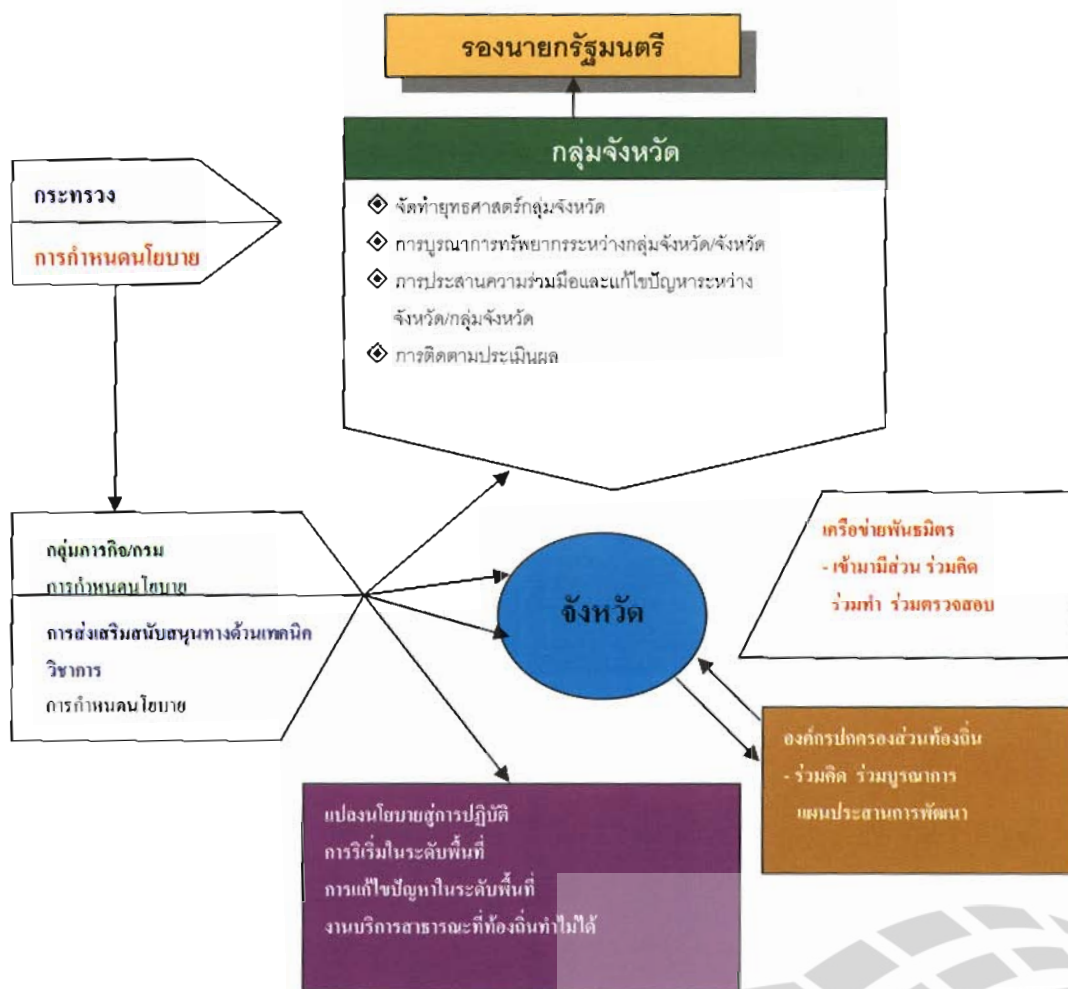 รองนายกรัฐมนตรี
กลุ่มจังหวัด
จัดทำยุทธศาสตร์กลุ่มจังหวัด
การบูรณาการทรัพยากรระหว่างกลุ่มจังหวัด/จังหวัด
การประสานความร่วมมือและแก้ไขปัญหาระหว่าง
จังหวัด/กลุ่มจังหวัด
การติดตามประเมินผล
กระทรวง
การกำหนดนโยบาย
กลุ่มภารกิจ/กรม
การกำหนดนโยบาย
การส่งเสริมสนับสนุนทางด้านเทคนิค
วิชาการ
การกำหนดนโยบาย
จังหวัด
เครือข่ายพันธมิตร
- เข้ามามีส่วน ร่วมคิด
ร่วมทำ ร่วมตรวจสอบ
องค์กรปกครองส่วนท้องถิ่น
- ร่วมคิด ร่วมบูรณาการ
แผนประสานการพัฒนา
แปลงนโยบายสู่การปฏิบัติ
การริเริ่มในระดับพื้นที่
การแก้ไขปัญหาในระดับพื้นที่
งานบริการสาธารณะที่ท้องถิ่นทำไม่ได้